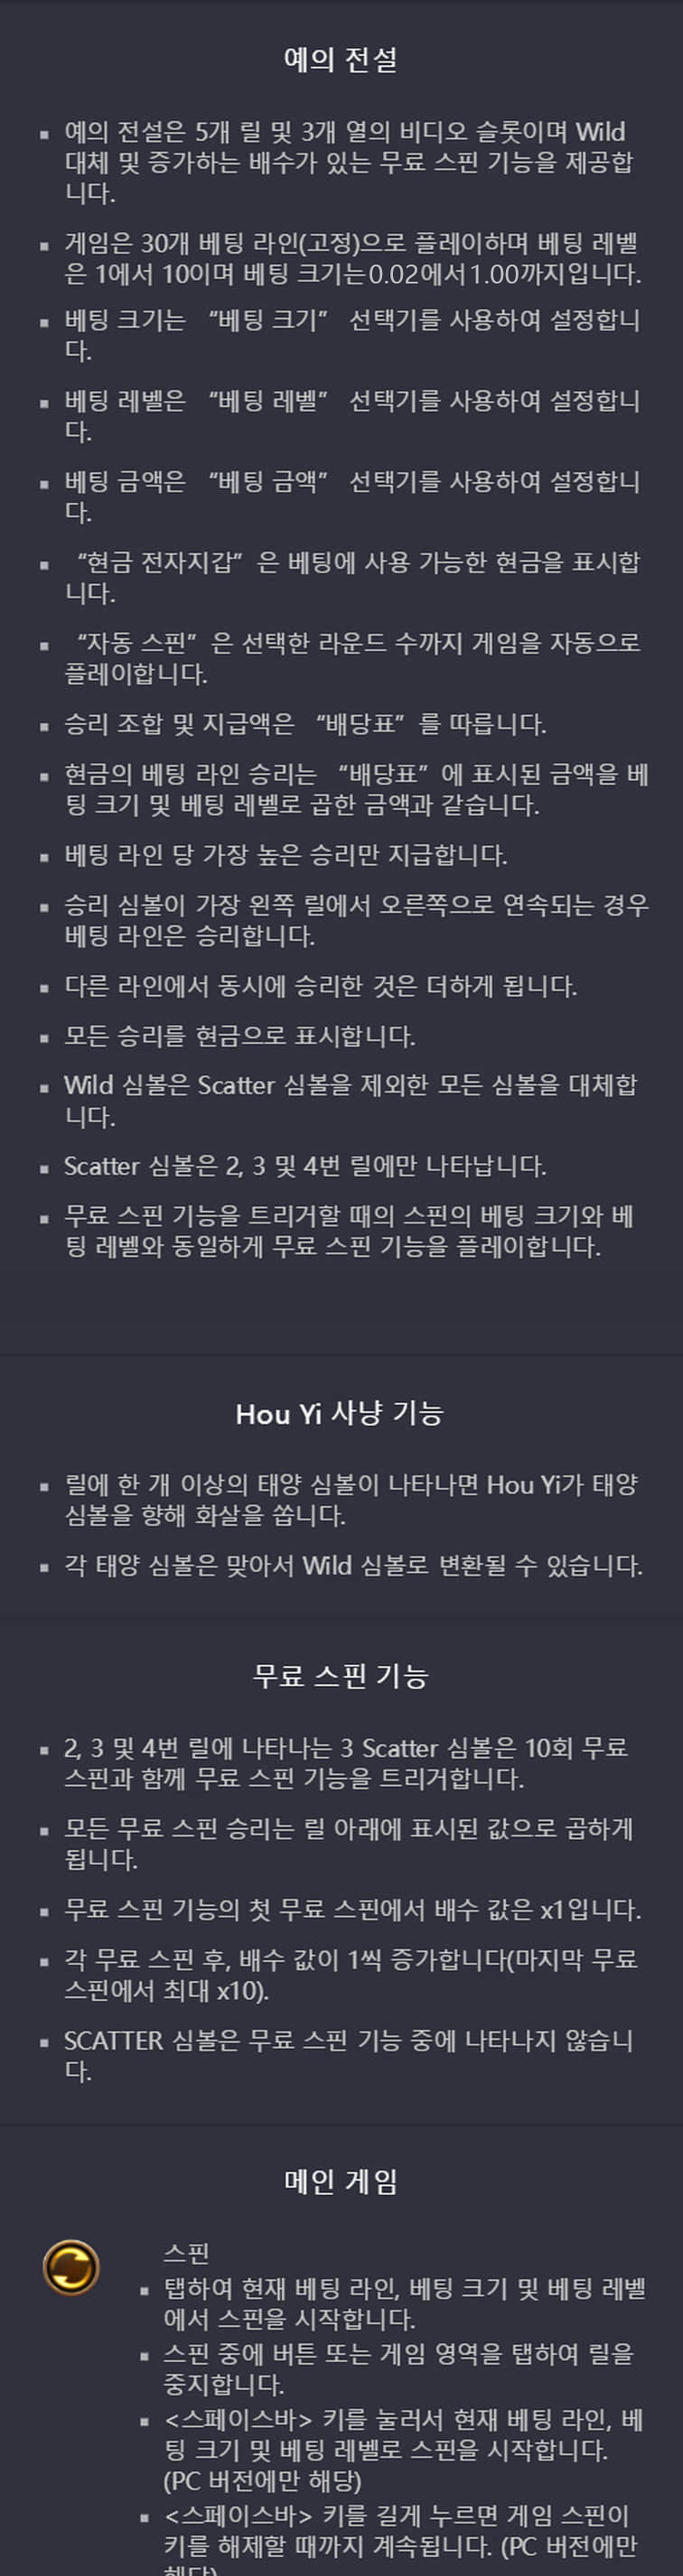 예의 전설
▪ 예의 전설은 5개 릴 및 3개 열의 비디오 슬롯이며 Wild
대체 및 증가하는 배수가 있는 무료 스핀 기능을 제공합
니다.
▪ 게임은 30개 베팅 라인(고정)으로 플레이하며 베팅 레벨
은 1에서 10이며 베팅 크기는0.02에서1.00까지입니다.
▪ 베팅 크기는 “베팅 크기” 선택기를 사용하여 설정합니
다.
▪ 베팅 레벨은 “베팅 레벨” 선택기를 사용하여 설정합니
다.
▪ 베팅 금액은 “베팅 금액” 선택기를 사용하여 설정합니
다.
▪ “현금 전자지갑” 은 베팅에 사용 가능한 현금을 표시합
니다.
▪ “자동 스핀” 은 선택한 라운드 수까지 게임을 자동으로
플레이합니다.
▪ 승리 조합 및 지급액은 “배당표” 를 따릅니다.
▪ 현금의 베팅 라인 승리는 “배당표” 에 표시된 금액을 베
팅 크기 및 베팅 레벨로 곱한 금액과 같습니다.
▪ 베팅 라인 당 가장 높은 승리만 지급합니다.
▪ 승리 심볼이 가장 왼쪽 릴에서 오른쪽으로 연속되는 경우
베팅 라인은 승리합니다.
▪ 다른 라인에서 동시에 승리한 것은 더하게 됩니다.
▪ 모든 승리를 현금으로 표시합니다.
▪ Wild 심볼은 Scatter 심볼을 제외한 모든 심볼을 대체합
니다.
▪ Scatter 심볼은 2, 3 및 4번 릴에만 나타납니다.
▪ 무료 스핀 기능을 트리거할 때의 스핀의 베팅 크기와 베
팅 레벨와 동일하게 무료 스핀 기능을 플레이합니다.
Hou Yi 사냥 기능
▪ 릴에 한 개 이상의 태양 심볼이 나타나면 Hou Yi가 태양
심볼을 향해 화살을 쏩니다.
▪ 각 태양 심볼은 맞아서 Wild 심볼로 변환될 수 있습니다.
무료 스핀 기능
▪ 2, 3 및 4번 릴에 나타나는 3 Scatter 심볼은 10회 무료
스핀과 함께 무료 스핀 기능을 트리거합니다.
▪ 모든 무료 스핀 승리는 릴 아래에 표시된 값으로 곱하게
됩니다.
▪ 무료 스핀 기능의 첫 무료 스핀에서 배수 값은 x1입니다.
▪ 각 무료 스핀 후, 배수 값이 1씩 증가합니다(마지막 무료
스핀에서 최대 x10).
▪ SCATTER 심볼은 무료 스핀 기능 중에 나타나지 않습니
다.
메인 게임
스핀
▪ 탭하여 현재 베팅 라인, 베팅 크기 및 베팅 레벨
에서 스핀을 시작합니다.
▪ 스핀 중에 버튼 또는 게임 영역을 탭하여 릴을
중지합니다.
▪ <스페이스바> 키를 눌러서 현재 베팅 라인, 베
팅 크기 및 베팅 레벨로 스핀을 시작합니다.
(PC 버전에만 해당)
▪ <스페이스바> 키를 길게 누르면 게임 스핀이
키를 해제할 때까지 계속됩니다. (PC 버전에만